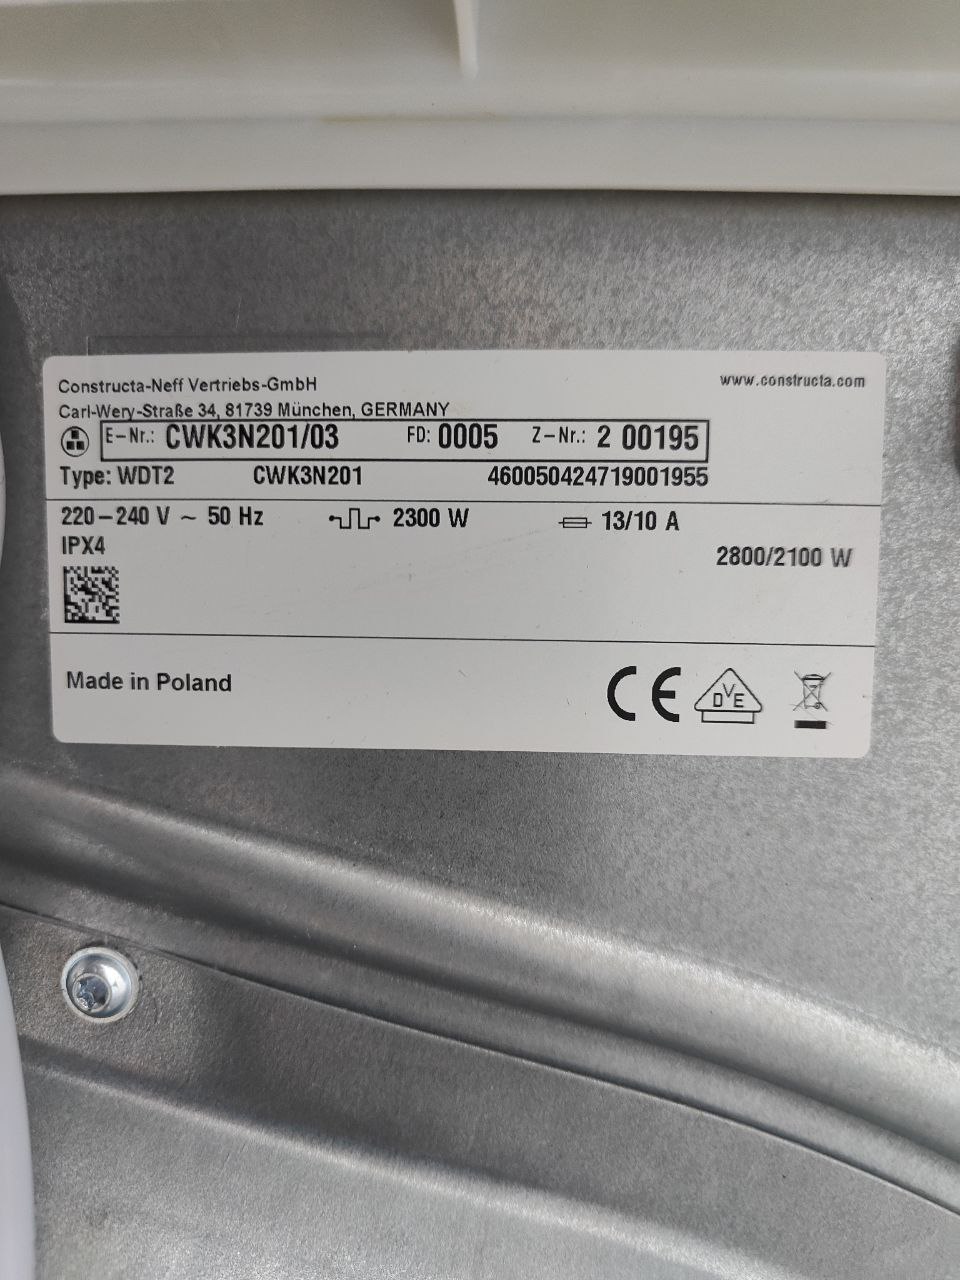 Constructa-Neff Vertriebs-GmbH
www.constructa.com
Carl-Wery-Straße 34, 81739 München, GERMANY
E-Nr.: CWK3N201/03 FD: 0005 Z-Nr.: 2 00195
Type: WDT2 CWK3N201 460050424719001955
220-240 V ~ 50 Hz 2300 W 13/10 A
IPX4
2800/2100 W
Made in Poland
CE
DVE